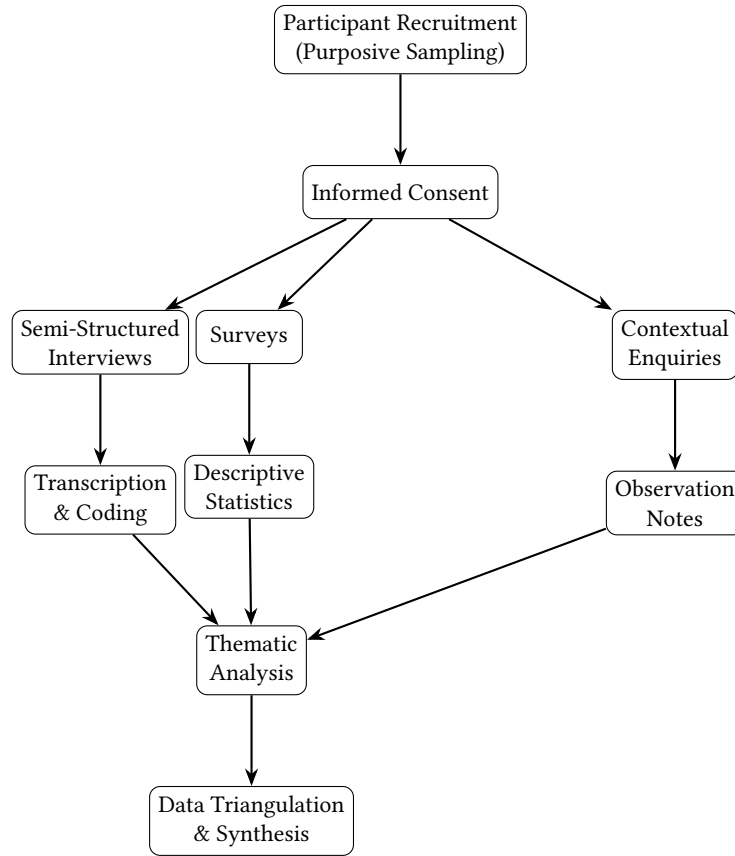 Participant Recruitment
(Purposive Sampling)
Informed Consent
Semi-Structured
Interviews
Surveys
Contextual
Enquiries
Transcription
& Coding
Descriptive
Statistics
Observation
Notes
Thematic
Analysis
Data Triangulation
& Synthesis